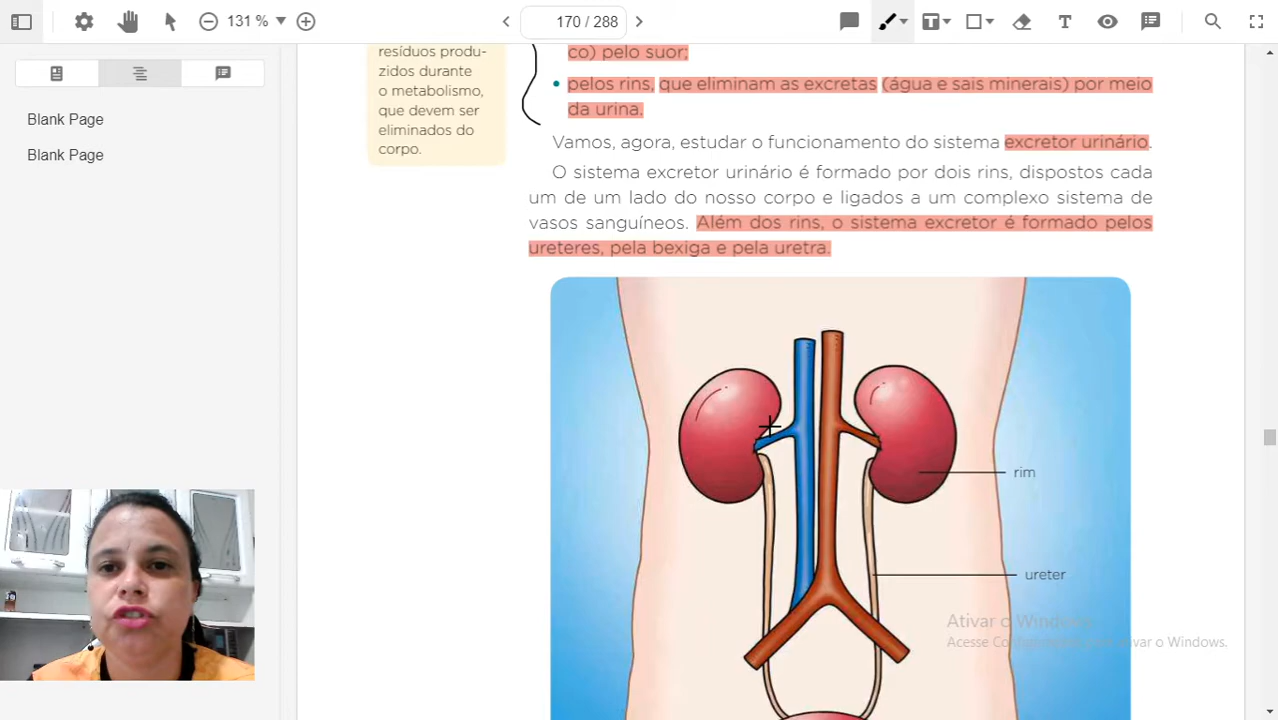 131 %
170 / 288
Blank Page
Blank Page
resíduos produ-
zidos durante
o metabolismo,
que devem ser
eliminados do
corpo.
co) pelo suor;
• pelos rins, que eliminam as excretas (água e sais minerais) por meio
da urina.
Vamos, agora, estudar o funcionamento do sistema excretor urinário.
O sistema excretor urinário é formado por dois rins, dispostos cada
um de um lado do nosso corpo e ligados a um complexo sistema de
vasos sanguíneos. Além dos rins, o sistema excretor é formado pelos
ureteres, pela bexiga e pela uretra.
rim
ureter
Ativar o Windows